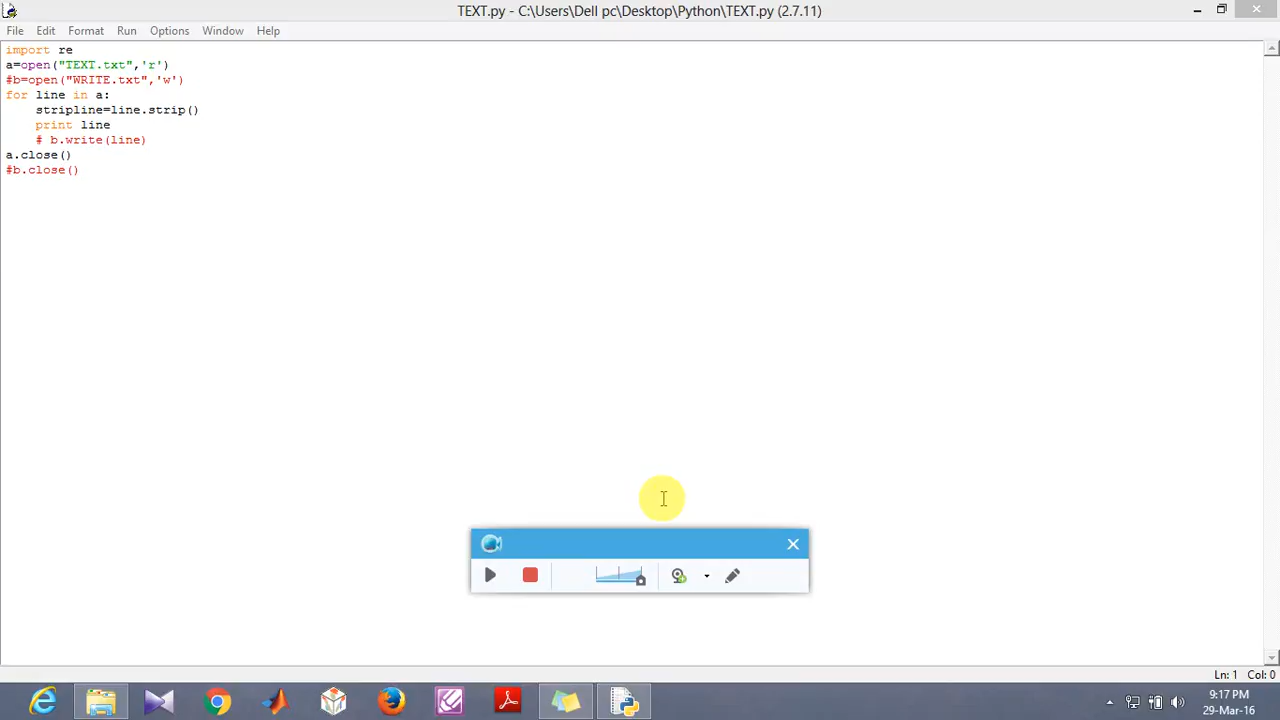 TEXT.py - C:\Users\Dell pc\Desktop\Python\TEXT.py (2.7.11)
File Edit Format Run Options Window Help
import re
a=open("TEXT.txt",'r')
#b=open("WRITE.txt",'w')
for line in a:
    stripline=line.strip()
    print line
    # b.write(line)
a.close()
#b.close()
Ln: 1 Col: 0
9:17 PM
29-Mar-16